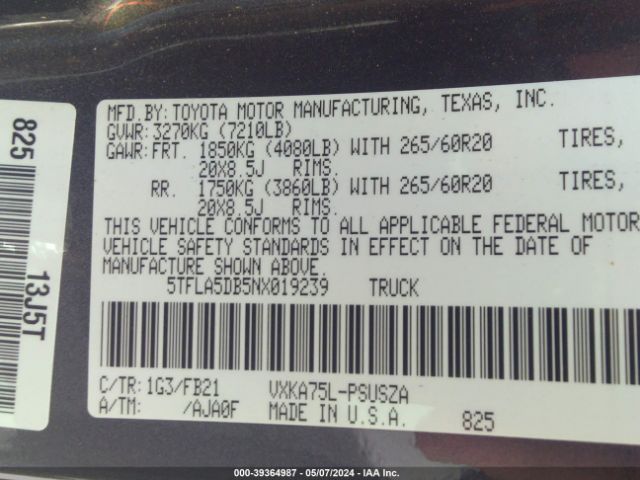 MFD.BY:TOYOTA MOTOR MANUFACTURING, TEXAS, INC.
GVWR:3270KG (7210LB)
GAWR:FRT. 1850KG (4080LB) WITH 265/60R20 TIRES,
20X8.5J RIMS.
RR. 1750KG (3860LB) WITH 265/60R20 TIRES,
20X8.5J RIMS.
THIS VEHICLE CONFORMS TO ALL APPLICABLE FEDERAL MOTOR
VEHICLE SAFETY STANDARDS IN EFFECT ON THE DATE OF
MANUFACTURE SHOWN ABOVE.
5TFLA5DB5NX019239 TRUCK
C/TR:1G3/FB21 VXKA75L-PSUSZA
A/TM: /AJA0F MADE IN U.S.A. 825
825 13J5T
000-39364987 - 05/07/2024 - IAA Inc.